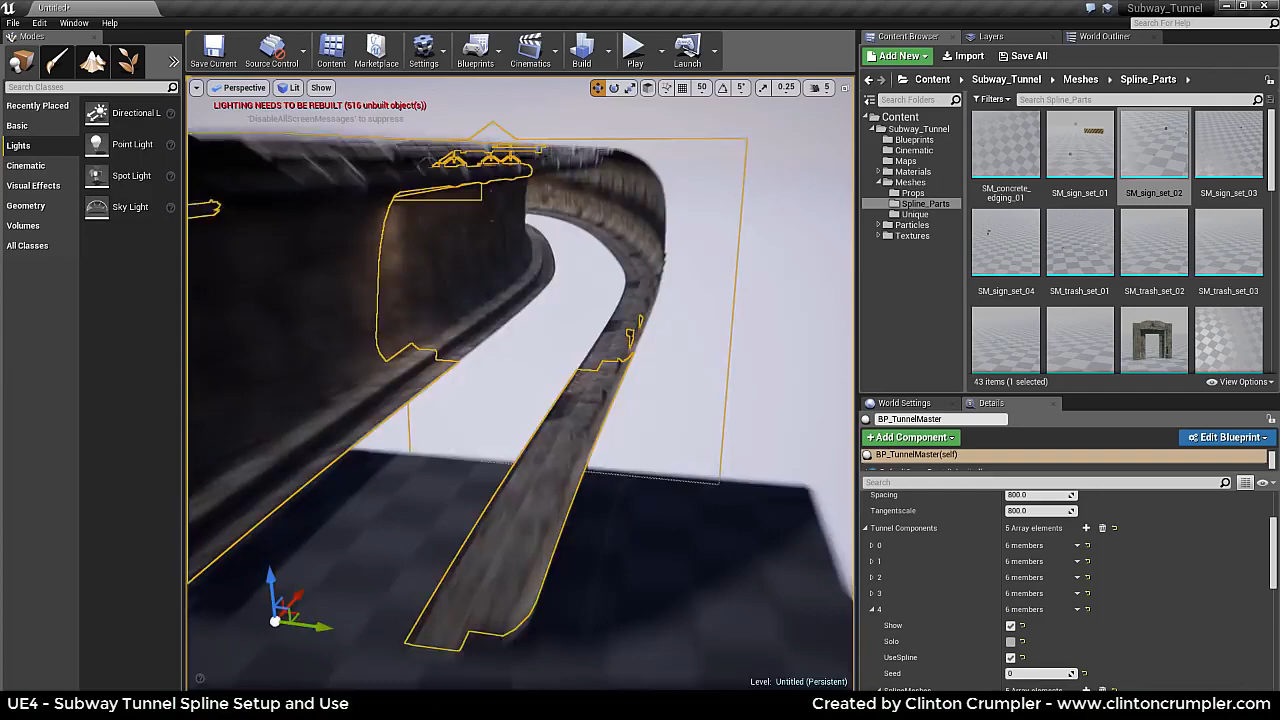 Untitled*
Subway_Tunnel
File Edit Window Help
Search For Help
Modes
Content Browser Layers World Outliner
Save Current Source Control Content Marketplace Settings Blueprints Cinematics Build Play Launch
Add New Import Save All
Search Classes
Perspective Lit Show 50 5° 0.25 5
Content Subway_Tunnel Meshes Spline_Parts
Search Folders Filters Search Spline_Parts
LIGHTING NEEDS TO BE REBUILT (516 unbuilt object(s))
'DisableAllScreenMessages' to suppress
Recently Placed
Basic
Lights
Cinematic
Visual Effects
Geometry
Volumes
All Classes
Directional L
Point Light
Spot Light
Sky Light
Content
Subway_Tunnel
Blueprints
Cinematic
Maps
Materials
Meshes
Props
Spline_Parts
Unique
Particles
Textures
SM_concrete_
edging_01
SM_sign_set_01
SM_sign_set_02
SM_sign_set_03
SM_sign_set_04
SM_trash_set_01
SM_trash_set_02
SM_trash_set_03
43 items (1 selected)
View Options
World Settings Details
BP_TunnelMaster
+Add Component Edit Blueprint
BP_TunnelMaster(self)
Search
Spacing 800.0
Tangentscale 800.0
Tunnel Components 5 Array elements
0 6 members
1 6 members
2 6 members
3 6 members
4 6 members
Show
Solo
UseSpline
Seed 0
SplineMeshes 5 Array elements
Level: Untitled (Persistent)
UE4 - Subway Tunnel Spline Setup and Use
Created by Clinton Crumpler - www.clintoncrumpler.com